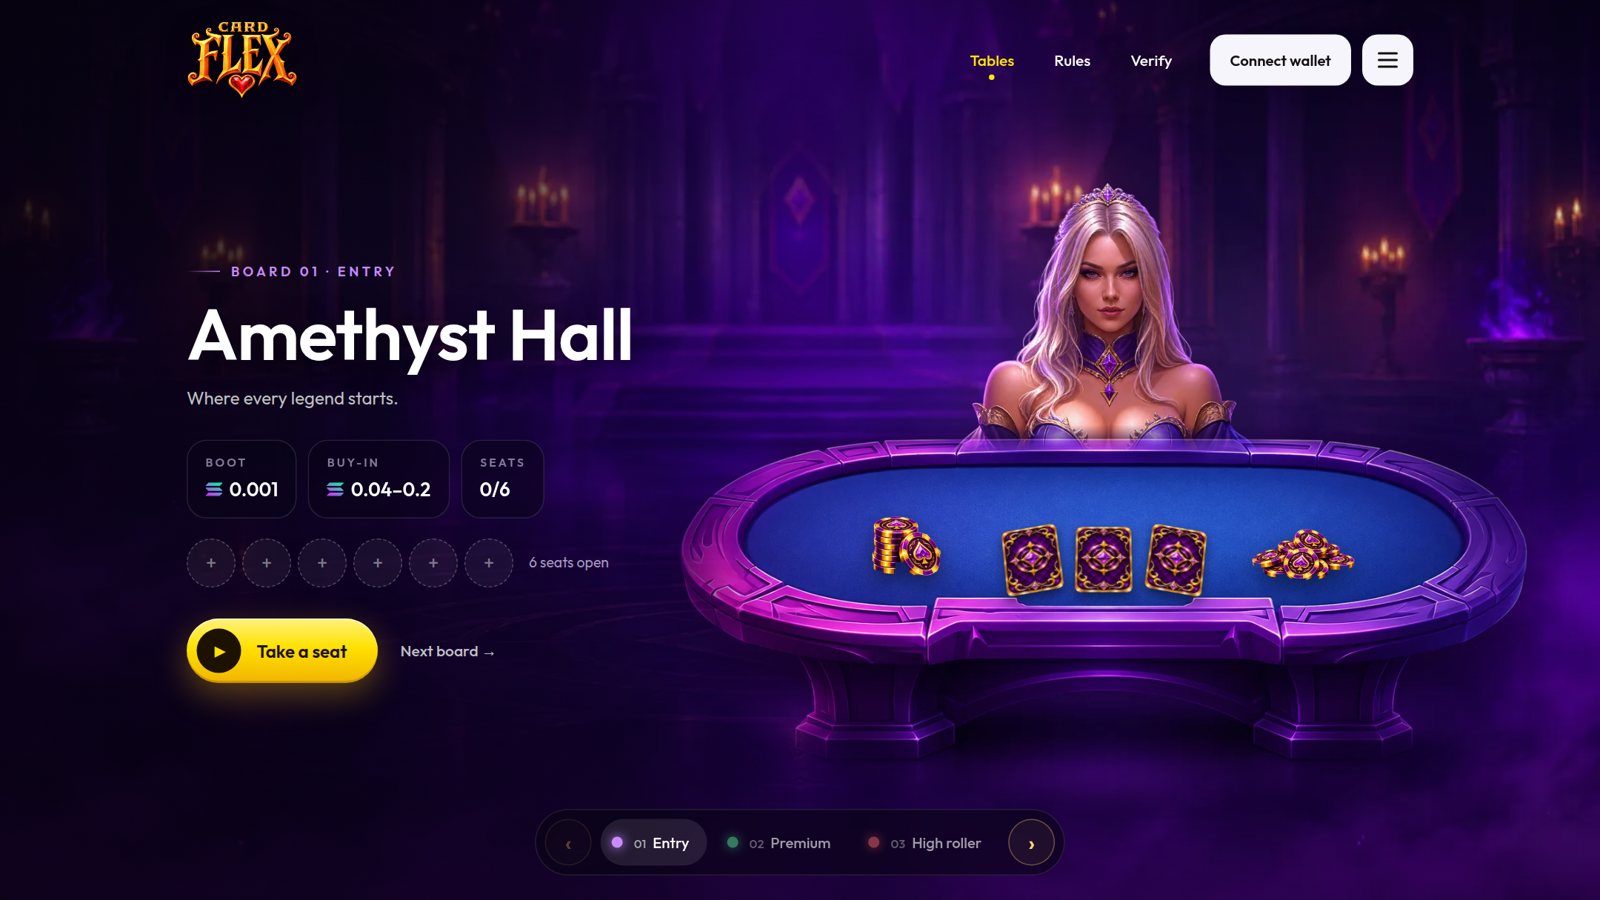 CARD
FLEX
Tables
Rules
Verify
Connect wallet
BOARD 01 · ENTRY
Amethyst Hall
Where every legend starts.
BOOT
0.001
BUY-IN
0.04–0.2
SEATS
0/6
+ + + + + +
6 seats open
Take a seat
Next board →
‹
01 Entry
02 Premium
03 High roller
›